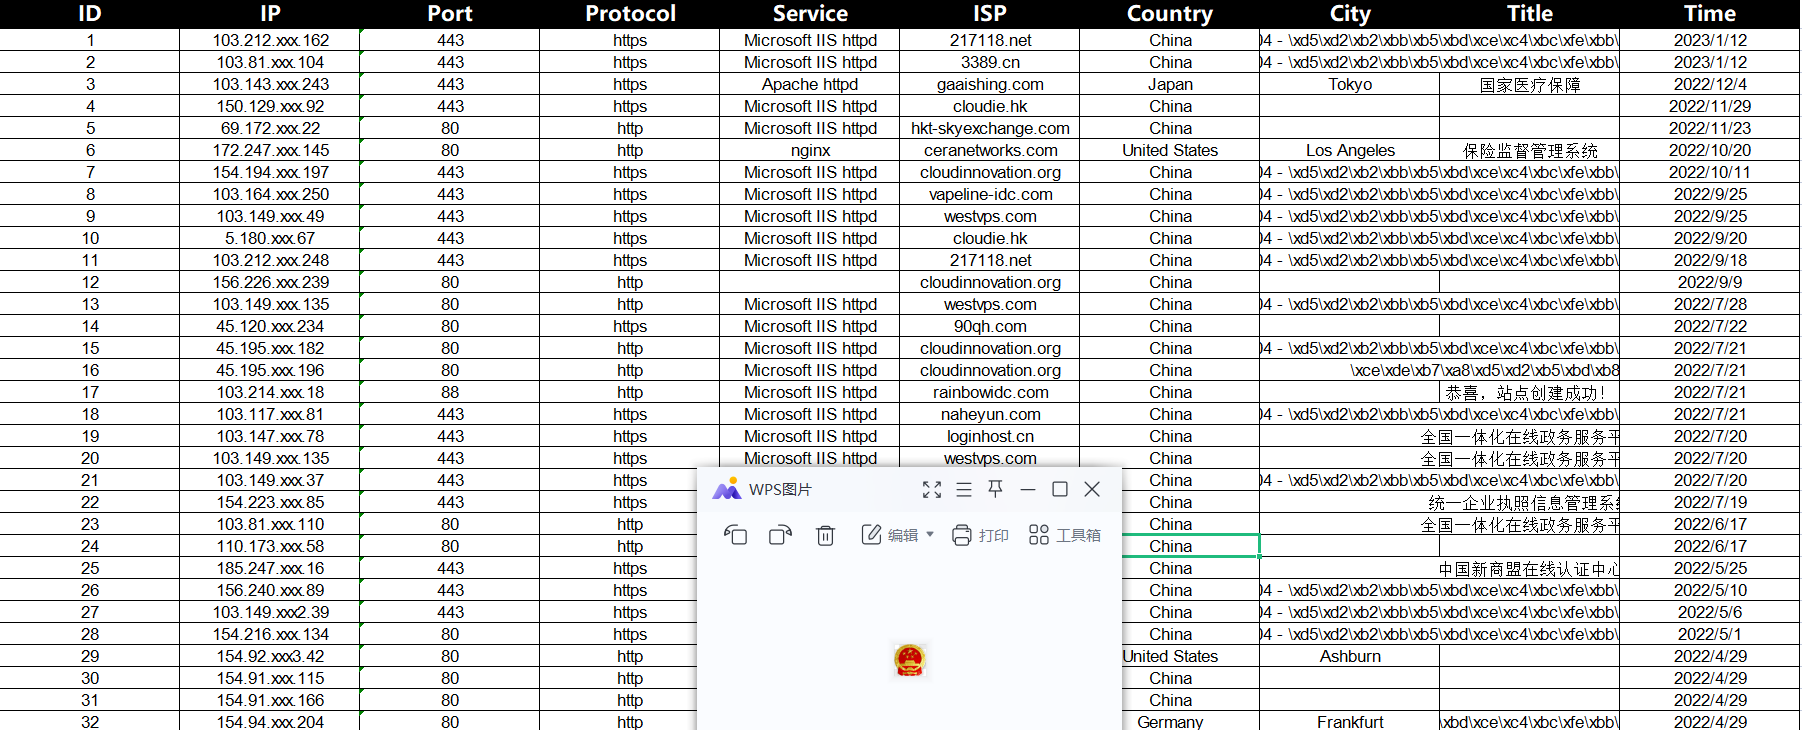 ID IP Port Protocol Service ISP Country City Title Time
1 103.212.xxx.162 443 https Microsoft IIS httpd 217118.net China 04 - \xd5\xd2\xb2\xbb\xb5\xbd\xce\xc4\xbc\xfe\xbb\ 2023/1/12
2 103.81.xxx.104 443 https Microsoft IIS httpd 3389.cn China 04 - \xd5\xd2\xb2\xbb\xb5\xbd\xce\xc4\xbc\xfe\xbb\ 2023/1/12
3 103.143.xxx.243 443 https Apache httpd gaaishing.com Japan Tokyo 国家医疗保障 2022/12/4
4 150.129.xxx.92 443 https Microsoft IIS httpd cloudie.hk China 2022/11/29
5 69.172.xxx.22 80 http Microsoft IIS httpd hkt-skyexchange.com China 2022/11/23
6 172.247.xxx.145 80 http nginx ceranetworks.com United States Los Angeles 保险监督管理系统 2022/10/20
7 154.194.xxx.197 443 https Microsoft IIS httpd cloudinnovation.org China 04 - \xd5\xd2\xb2\xbb\xb5\xbd\xce\xc4\xbc\xfe\xbb\ 2022/10/11
8 103.164.xxx.250 443 https Microsoft IIS httpd vapeline-idc.com China 04 - \xd5\xd2\xb2\xbb\xb5\xbd\xce\xc4\xbc\xfe\xbb\ 2022/9/25
9 103.149.xxx.49 443 https Microsoft IIS httpd westvps.com China 04 - \xd5\xd2\xb2\xbb\xb5\xbd\xce\xc4\xbc\xfe\xbb\ 2022/9/25
10 5.180.xxx.67 443 https Microsoft IIS httpd cloudie.hk China 04 - \xd5\xd2\xb2\xbb\xb5\xbd\xce\xc4\xbc\xfe\xbb\ 2022/9/20
11 103.212.xxx.248 443 https Microsoft IIS httpd 217118.net China 04 - \xd5\xd2\xb2\xbb\xb5\xbd\xce\xc4\xbc\xfe\xbb\ 2022/9/18
12 156.226.xxx.239 80 http cloudinnovation.org China 2022/9/9
13 103.149.xxx.135 80 http Microsoft IIS httpd westvps.com China 04 - \xd5\xd2\xb2\xbb\xb5\xbd\xce\xc4\xbc\xfe\xbb\ 2022/7/28
14 45.120.xxx.234 80 https Microsoft IIS httpd 90qh.com China 2022/7/22
15 45.195.xxx.182 80 http Microsoft IIS httpd cloudinnovation.org China 04 - \xd5\xd2\xb2\xbb\xb5\xbd\xce\xc4\xbc\xfe\xbb\ 2022/7/21
16 45.195.xxx.196 80 http Microsoft IIS httpd cloudinnovation.org China \xce\xde\xb7\xa8\xd5\xd2\xb5\xbd\xb8 2022/7/21
17 103.214.xxx.18 88 http Microsoft IIS httpd rainbowidc.com China 恭喜，站点创建成功！ 2022/7/21
18 103.117.xxx.81 443 https Microsoft IIS httpd naheyun.com China 04 - \xd5\xd2\xb2\xbb\xb5\xbd\xce\xc4\xbc\xfe\xbb\ 2022/7/21
19 103.147.xxx.78 443 https Microsoft IIS httpd loginhost.cn China 全国一体化在线政务服务平 2022/7/20
20 103.149.xxx.135 443 https Microsoft IIS httpd westvps.com China 全国一体化在线政务服务平 2022/7/20
21 103.149.xxx.37 443 https China 04 - \xd5\xd2\xb2\xbb\xb5\xbd\xce\xc4\xbc\xfe\xbb\ 2022/7/20
22 154.223.xxx.85 443 https China 统一企业执照信息管理系 2022/7/19
23 103.81.xxx.110 80 http China 全国一体化在线政务服务平 2022/6/17
24 110.173.xxx.58 80 http China 2022/6/17
25 185.247.xxx.16 443 https China 中国新商盟在线认证中心 2022/5/25
26 156.240.xxx.89 443 https China 04 - \xd5\xd2\xb2\xbb\xb5\xbd\xce\xc4\xbc\xfe\xbb\ 2022/5/10
27 103.149.xxx2.39 443 https China 04 - \xd5\xd2\xb2\xbb\xb5\xbd\xce\xc4\xbc\xfe\xbb\ 2022/5/6
28 154.216.xxx.134 80 https China 04 - \xd5\xd2\xb2\xbb\xb5\xbd\xce\xc4\xbc\xfe\xbb\ 2022/5/1
29 154.92.xxx3.42 80 http United States Ashburn 2022/4/29
30 154.91.xxx.115 80 http China 2022/4/29
31 154.91.xxx.166 80 http China 2022/4/29
32 154.94.xxx.204 80 http Germany Frankfurt \xbd\xce\xc4\xbc\xfe\xbb\ 2022/4/29
WPS图片
编辑 打印 工具箱